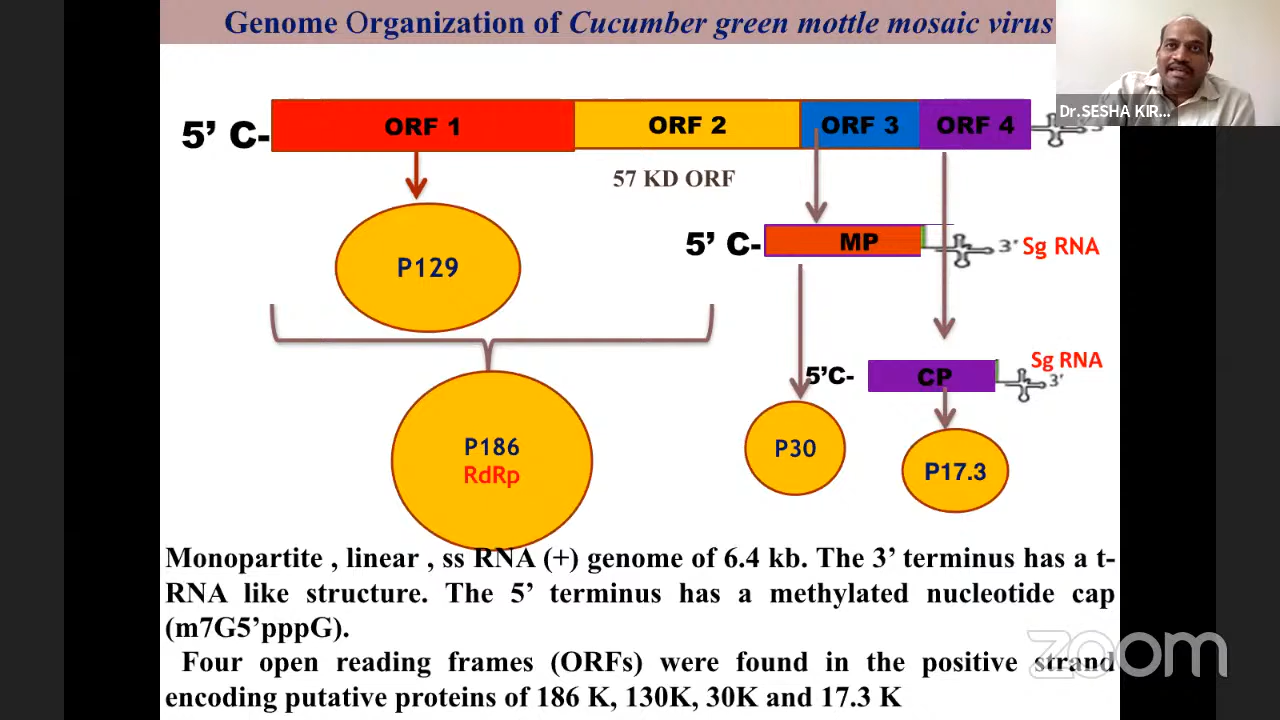 Genome Organization of Cucumber green mottle mosaic virus
Dr.SESHA KIR...
5’ C-
ORF 1
ORF 2
ORF 3
ORF 4
57 KD ORF
P129
5’ C-
MP
3’
Sg RNA
5’C-
CP
3’
Sg RNA
P186
RdRp
P30
P17.3
Monopartite , linear , ss RNA (+) genome of 6.4 kb. The 3’ terminus has a t-
RNA like structure. The 5’ terminus has a methylated nucleotide cap
(m7G5’pppG).
Four open reading frames (ORFs) were found in the positive strand
encoding putative proteins of 186 K, 130K, 30K and 17.3 K
zoom